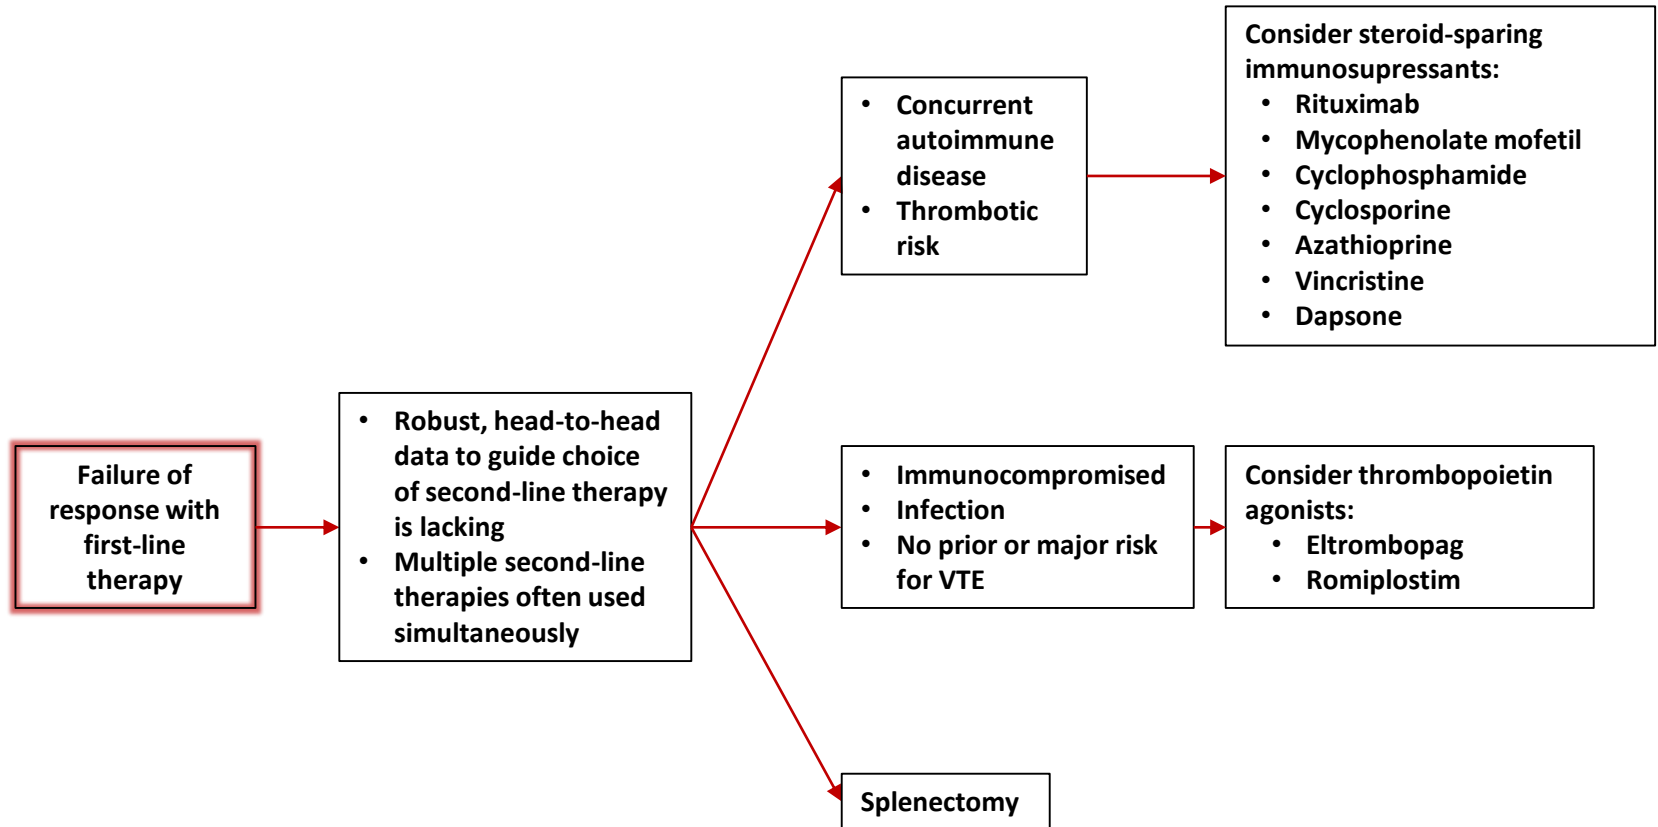 Failure of
response with
first-line
therapy
• Robust, head-to-head
data to guide choice
of second-line therapy
is lacking
• Multiple second-line
therapies often used
simultaneously
• Concurrent
autoimmune
disease
• Thrombotic
risk
Consider steroid-sparing
immunosupressants:
• Rituximab
• Mycophenolate mofetil
• Cyclophosphamide
• Cyclosporine
• Azathioprine
• Vincristine
• Dapsone
• Immunocompromised
• Infection
• No prior or major risk
for VTE
Consider thrombopoietin
agonists:
• Eltrombopag
• Romiplostim
Splenectomy